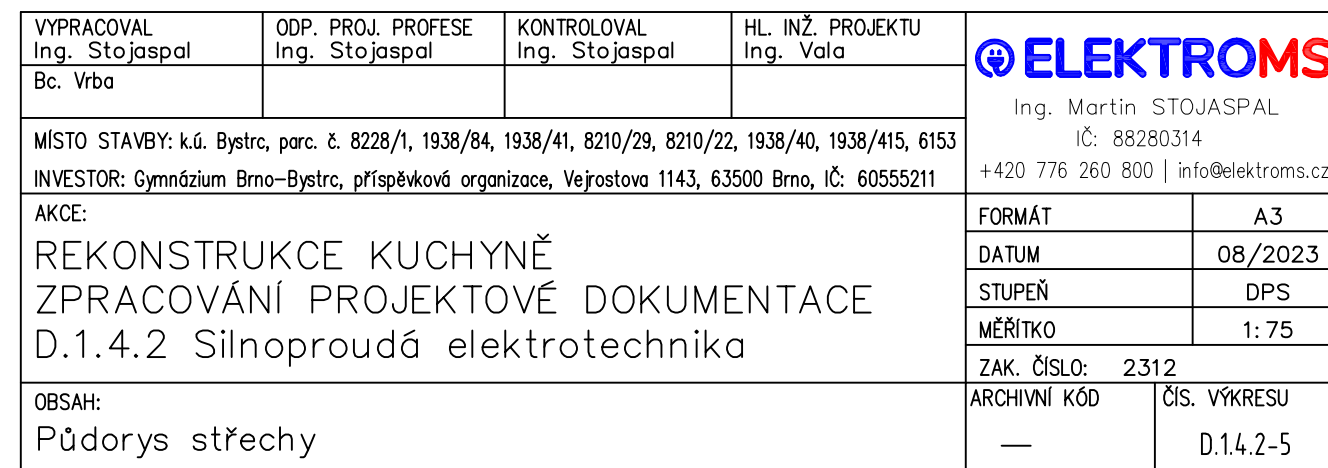 VYPRACOVAL ODP. PROJ. PROFESE KONTROLOVAL HL. INŽ. PROJEKTU
Ing. Stojaspal Ing. Stojaspal Ing. Stojaspal Ing. Vala
Bc. Vrba
ELEKTROMS
Ing. Martin STOJASPAL
IČ: 88280314
+420 776 260 800 | info@elektroms.cz
MÍSTO STAVBY: k.ú. Bystrc, parc. č. 8228/1, 1938/84, 1938/41, 8210/29, 8210/22, 1938/40, 1938/415, 6153
INVESTOR: Gymnázium Brno-Bystrc, příspěvková organizace, Vejrostova 1143, 63500 Brno, IČ: 60555211
AKCE:
REKONSTRUKCE KUCHYNĚ
ZPRACOVÁNÍ PROJEKTOVÉ DOKUMENTACE
D.1.4.2 Silnoproudá elektrotechnika
FORMÁT A3
DATUM 08/2023
STUPEŇ DPS
MĚŘÍTKO 1:75
ZAK. ČÍSLO: 2312
OBSAH:
Půdorys střechy
ARCHIVNÍ KÓD ČÍS. VÝKRESU
— D.1.4.2-5